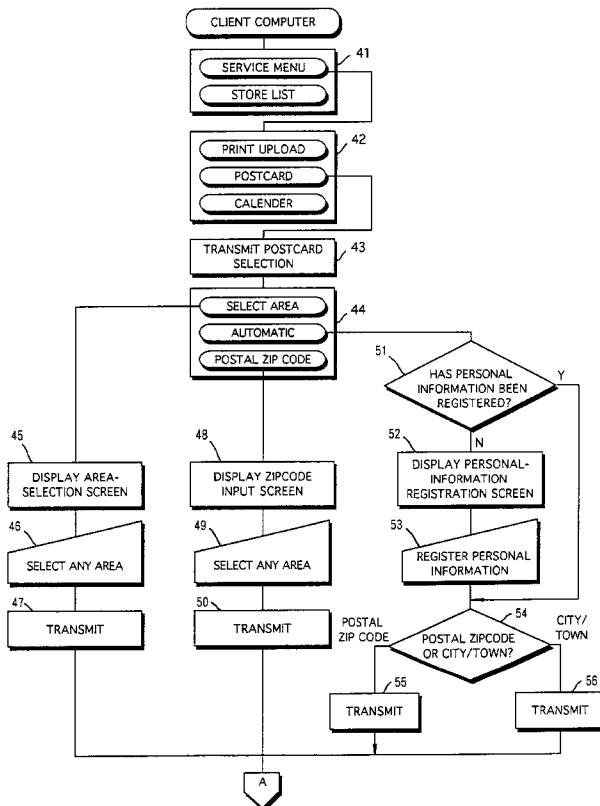 CLIENT COMPUTER
41
SERVICE MENU
STORE LIST
42
PRINT UPLOAD
POSTCARD
CALENDER
43
TRANSMIT POSTCARD
SELECTION
44
SELECT AREA
AUTOMATIC
POSTAL ZIP CODE
51
HAS PERSONAL
INFORMATION BEEN
REGISTERED?
Y
N
45
DISPLAY AREA-
SELECTION SCREEN
48
DISPLAY ZIPCODE
INPUT SCREEN
52
DISPLAY PERSONAL-
INFORMATION
REGISTRATION SCREEN
46
SELECT ANY AREA
49
SELECT ANY AREA
53
REGISTER PERSONAL
INFORMATION
47
TRANSMIT
50
TRANSMIT
POSTAL
ZIP CODE
54
POSTAL ZIPCODE
OR CITY/TOWN?
CITY/
TOWN
55
TRANSMIT
56
TRANSMIT
A